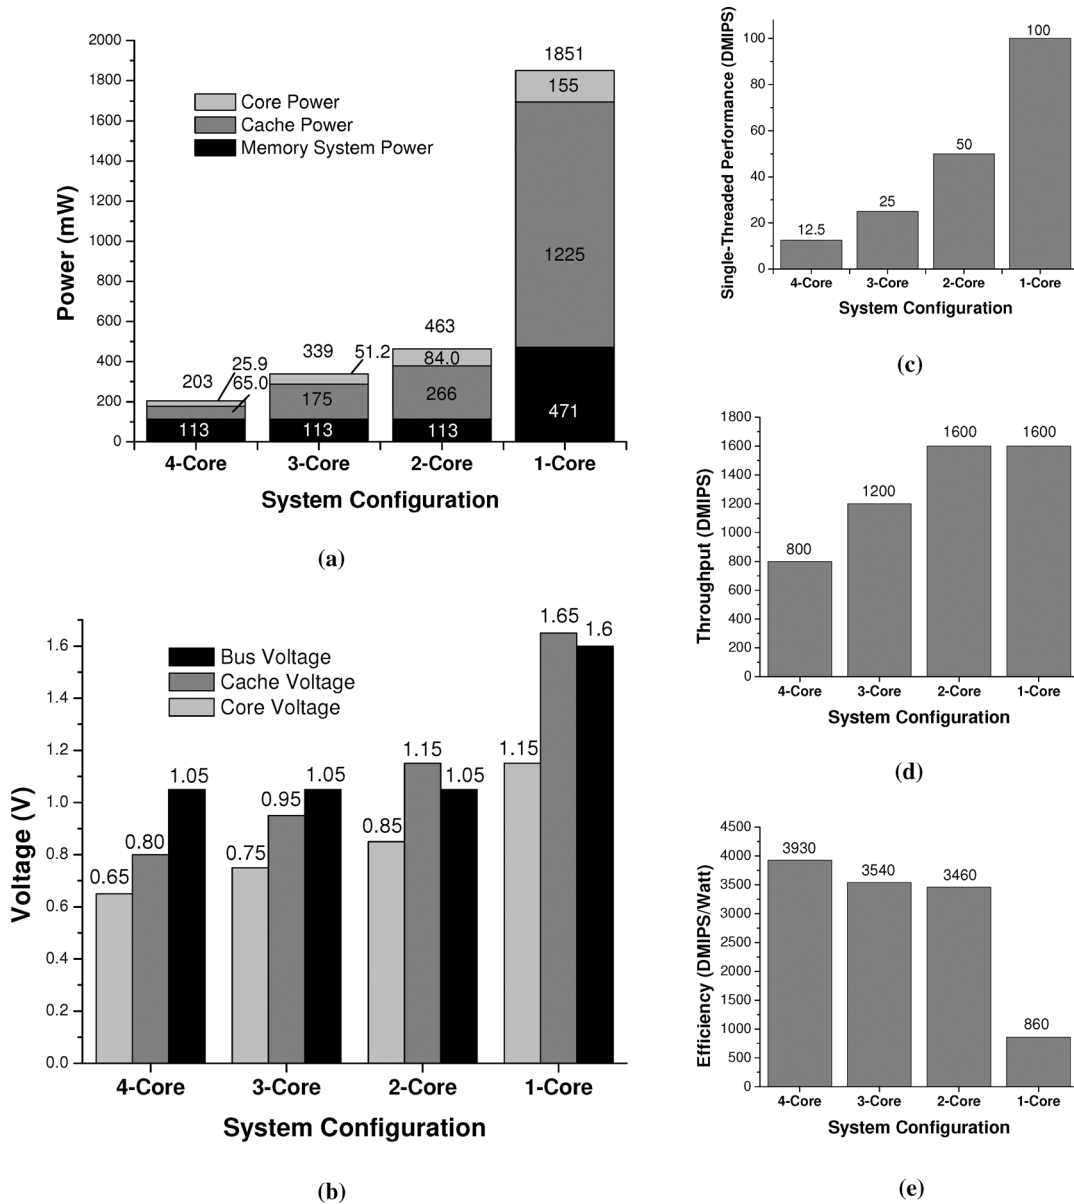 2000
1800
1600
1400
1200
1000
800
600
400
200
0
Power (mW)
Core Power
Cache Power
Memory System Power
203
25.9
65.0
113
339
51.2
175
113
463
84.0
266
113
1851
155
1225
471
4-Core 3-Core 2-Core 1-Core
System Configuration
(a)
1.6
1.4
1.2
1.0
0.8
0.6
0.4
0.2
0.0
Voltage (V)
Bus Voltage
Cache Voltage
Core Voltage
0.65 0.80 1.05
0.75 0.95 1.05
0.85 1.15 1.05
1.15 1.65 1.6
4-Core 3-Core 2-Core 1-Core
System Configuration
(b)
100
80
60
40
20
0
Single-Threaded Performance (DMIPS)
12.5 25 50 100
4-Core 3-Core 2-Core 1-Core
System Configuration
(c)
1800
1600
1400
1200
1000
800
600
400
200
0
Throughput (DMIPS)
800 1200 1600 1600
4-Core 3-Core 2-Core 1-Core
System Configuration
(d)
4500
4000
3500
3000
2500
2000
1500
1000
500
0
Efficiency (DMIPS/Watt)
3930 3540 3460 860
4-Core 3-Core 2-Core 1-Core
System Configuration
(e)